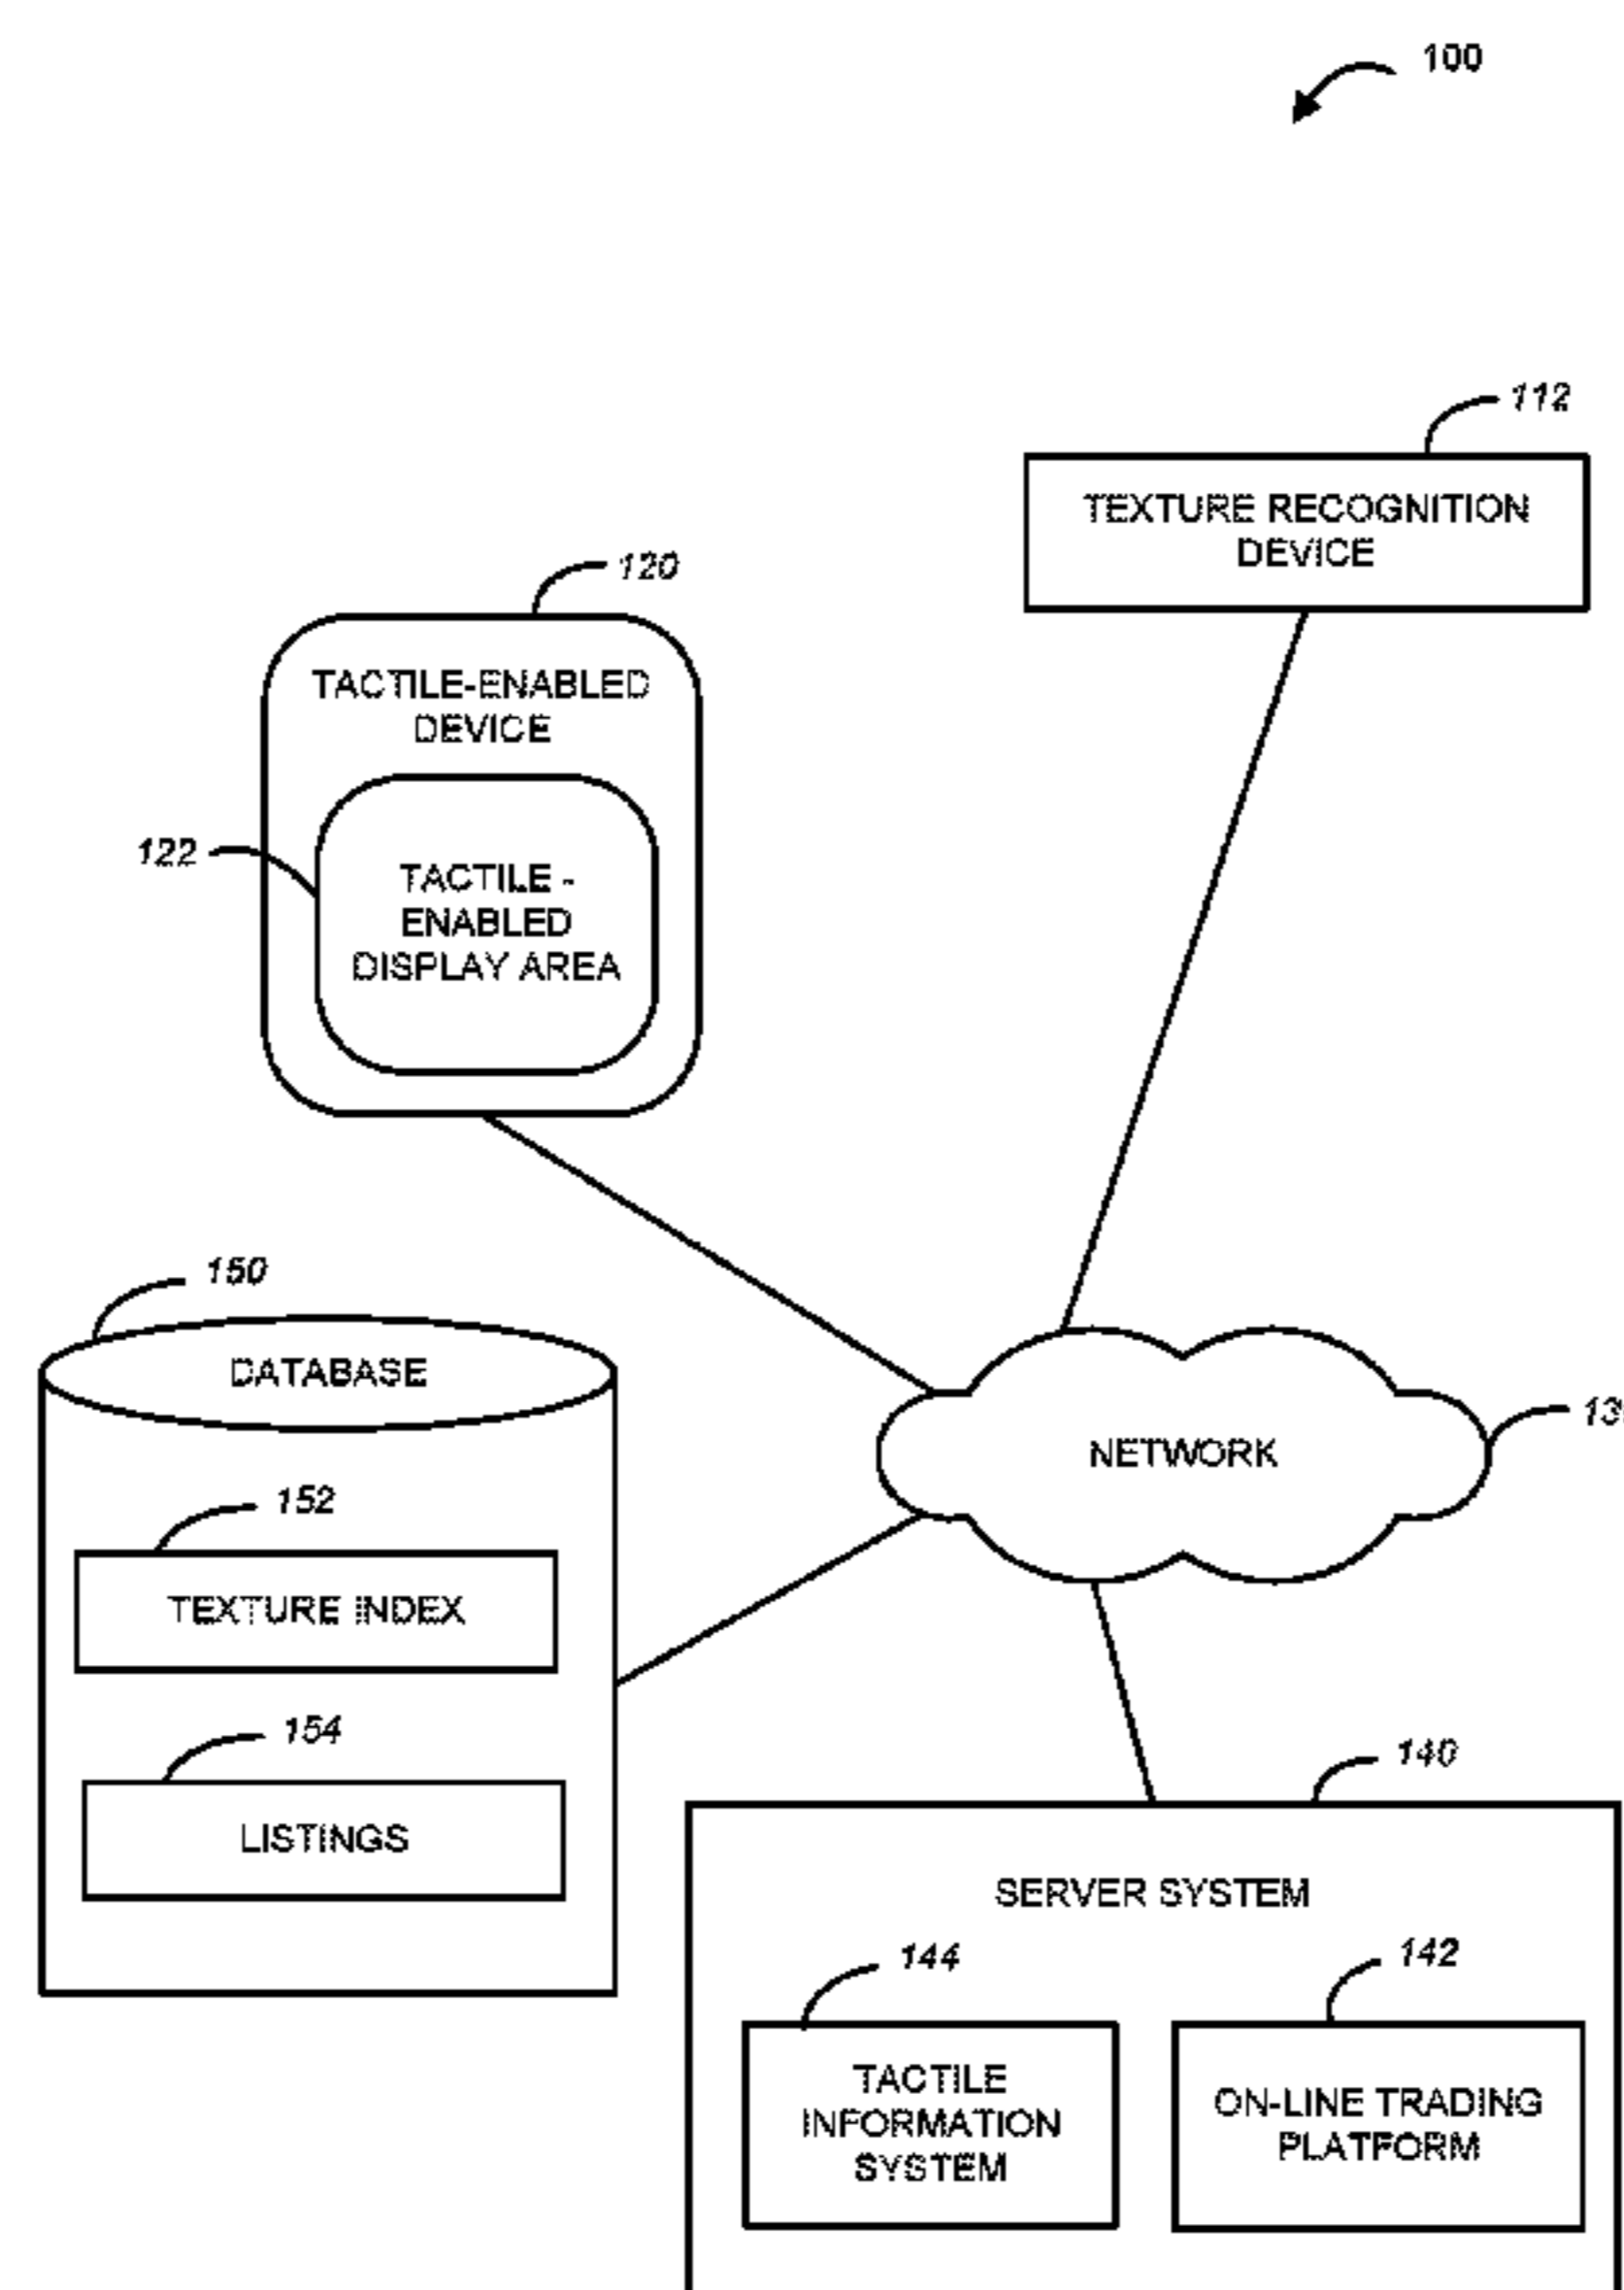 100
112
TEXTURE RECOGNITION
DEVICE
120
TACTILE-ENABLED
DEVICE
122
TACTILE -
ENABLED
DISPLAY AREA
150
DATABASE
13
NETWORK
152
TEXTURE INDEX
154
LISTINGS
140
SERVER SYSTEM
144
142
TACTILE
INFORMATION
SYSTEM
ON-LINE TRADING
PLATFORM